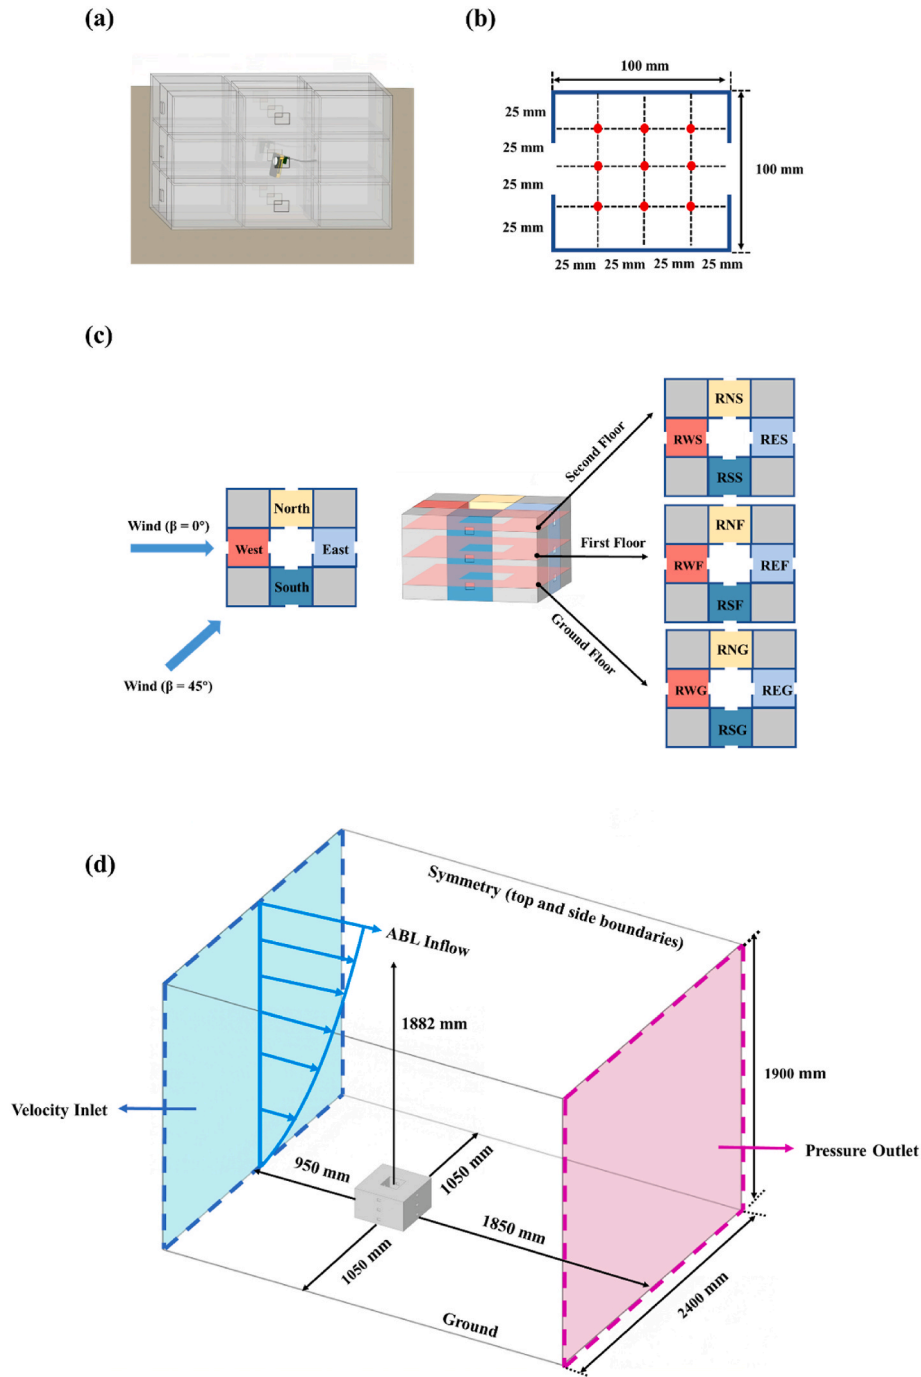 (a)
(b)
100 mm
25 mm
25 mm
25 mm
25 mm
100 mm
25 mm 25 mm 25 mm 25 mm
(c)
Wind (β = 0°)
Wind (β = 45°)
North
West
East
South
Second Floor
First Floor
Ground Floor
RNS
RWS
RES
RSS
RNF
RWF
REF
RSF
RNG
RWG
REG
RSG
(d)
Symmetry (top and side boundaries)
ABL Inflow
1882 mm
1900 mm
Velocity Inlet
Pressure Outlet
950 mm
1050 mm
1850 mm
1050 mm
2400 mm
Ground